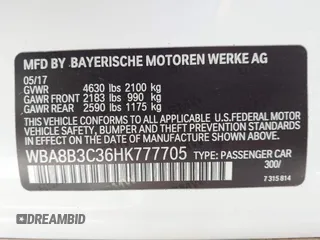 MFD BY BAYERISCHE MOTOREN WERKE AG
05/17
GVWR 4630 lbs 2100 kg
GAWR FRONT 2183 lbs 990 kg
GAWR REAR 2590 lbs 1175 kg
THIS VEHICLE CONFORMS TO ALL APPLICABLE
U.S. FEDERAL MOTOR
VEHICLE SAFETY, BUMPER, AND THEFT
PREVENTION STANDARDS IN EFFECT ON THE DATE
OF MANUFACTURE SHOWN ABOVE.
WBA8B3C36HK777705 TYPE: PASSENGER CAR
300/
7 315 814
© AutoHelperBot.com